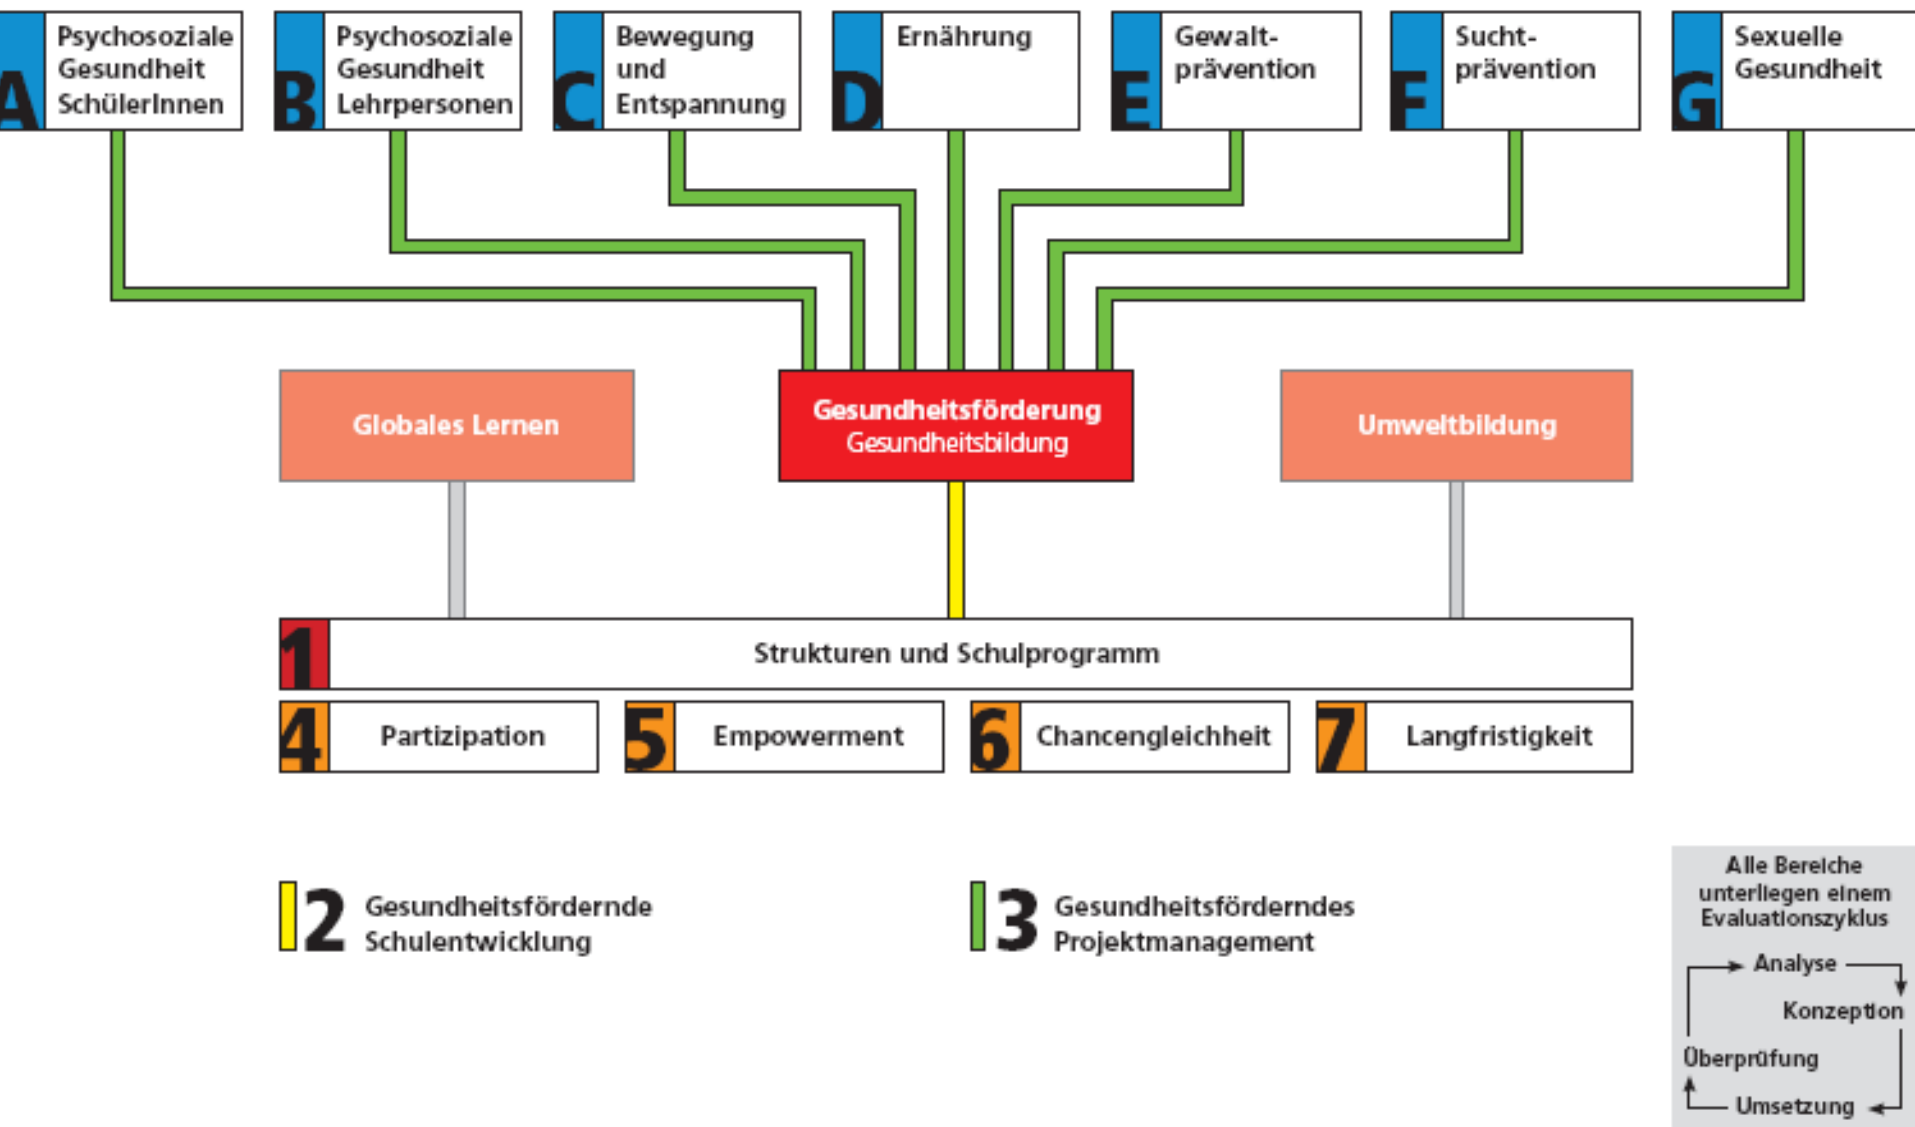 A
Psychosoziale
Gesundheit
SchülerInnen
B
Psychosoziale
Gesundheit
Lehrpersonen
C
Bewegung
und
Entspannung
D
Ernährung
E
Gewalt-
prävention
F
Sucht-
prävention
G
Sexuelle
Gesundheit
Globales Lernen
Gesundheitsförderung
Gesundheitsbildung
Umweltbildung
1
Strukturen und Schulprogramm
4
Partizipation
5
Empowerment
6
Chancengleichheit
7
Langfristigkeit
2
Gesundheitsfördernde
Schulentwicklung
3
Gesundheitsförderndes
Projektmanagement
Alle Bereiche
unterliegen einem
Evaluationszyklus
Analyse
Konzeption
Überprüfung
Umsetzung